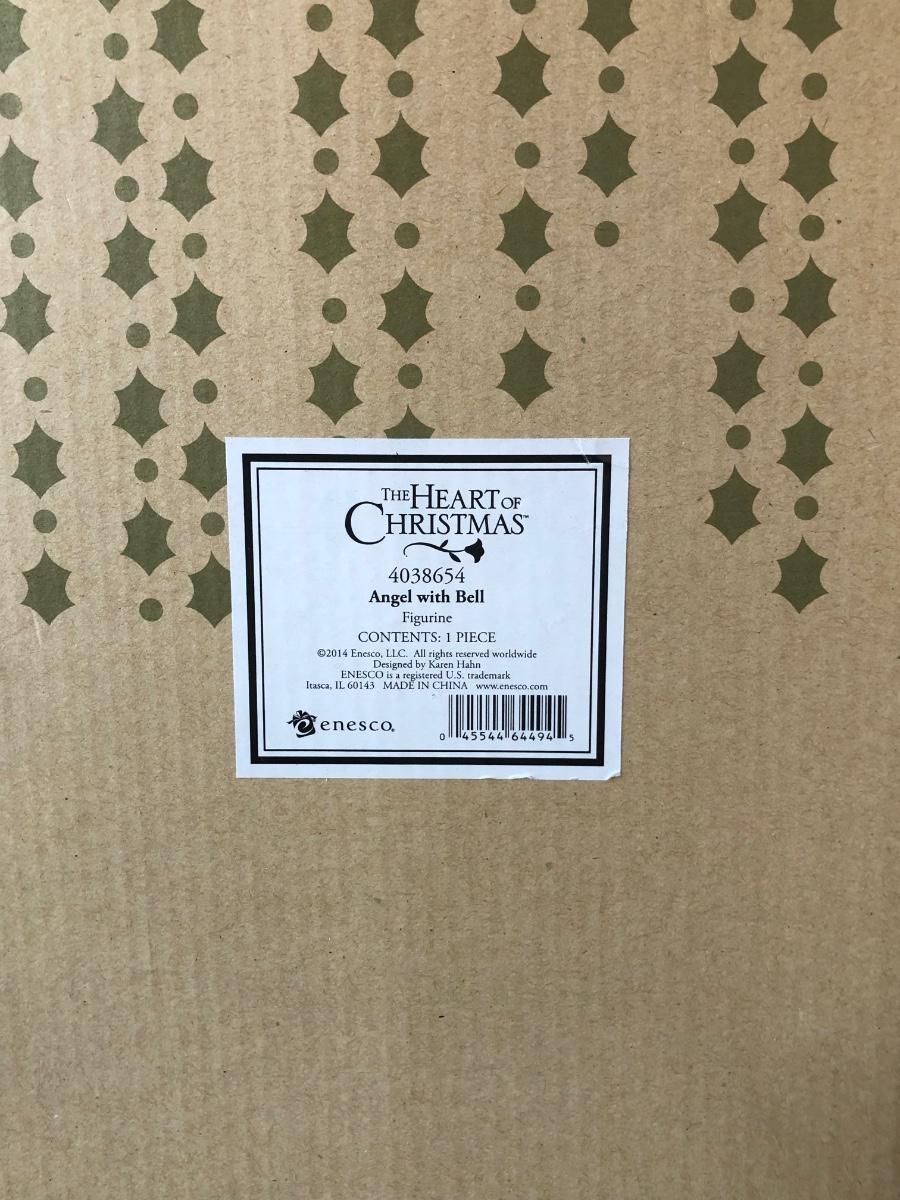 THE HEART OF
CHRISTMAS™
4038654
Angel with Bell
Figurine
CONTENTS: 1 PIECE
©2014 Enesco, LLC. All rights reserved worldwide
Designed by Karen Hahn
ENESCO is a registered U.S. trademark
Itasca, IL 60143 MADE IN CHINA www.enesco.com
enesco®
0 45544 64494 5